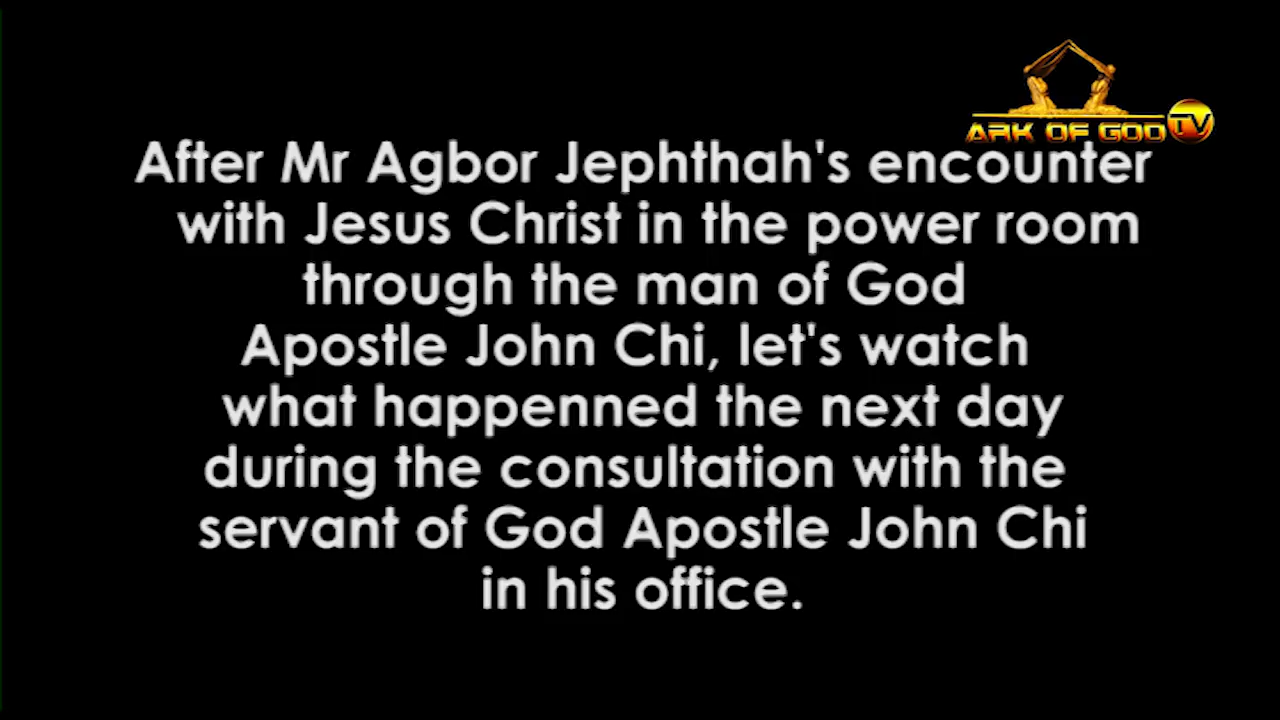 ARK OF GOD TV
After Mr Agbor Jephthah's encounter
with Jesus Christ in the power room
through the man of God
Apostle John Chi, let's watch
what happenned the next day
during the consultation with the
servant of God Apostle John Chi
in his office.